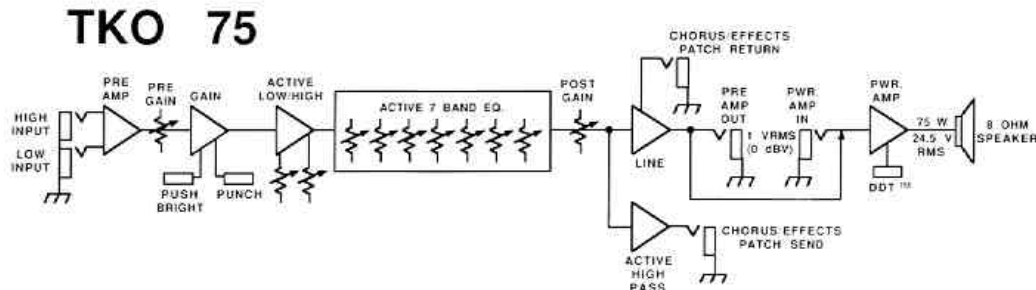 TKO 75
HIGH INPUT
LOW INPUT
PRE AMP
PRE GAIN
GAIN
PUSH BRIGHT
PUNCH
ACTIVE LOW/HIGH
ACTIVE 7 BAND EQ.
POST GAIN
CHORUS/EFFECTS PATCH RETURN
LINE
PRE AMP OUT
1 VRMS (0 dBV)
PWR. AMP IN
PWR. AMP
DDT™
75 W
24.5 V
RMS
8 OHM SPEAKER
ACTIVE HIGH PASS
CHORUS/EFFECTS PATCH SEND